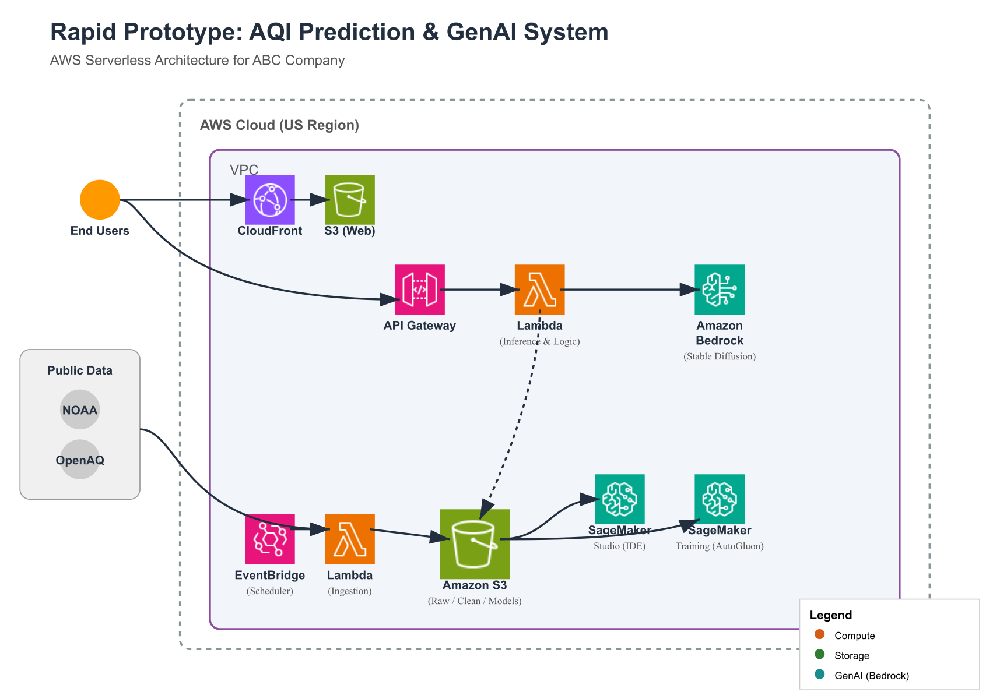 Rapid Prototype: AQI Prediction & GenAI System
AWS Serverless Architecture for ABC Company
AWS Cloud (US Region)
VPC
End Users
CloudFront
S3 (Web)
API Gateway
Lambda
(Inference & Logic)
Amazon
Bedrock
(Stable Diffusion)
Public Data
NOAA
OpenAQ
EventBridge
(Scheduler)
Lambda
(Ingestion)
Amazon S3
(Raw / Clean / Models)
SageMaker
Studio (IDE)
SageMaker
Training (AutoGluon)
Legend
Compute
Storage
GenAI (Bedrock)